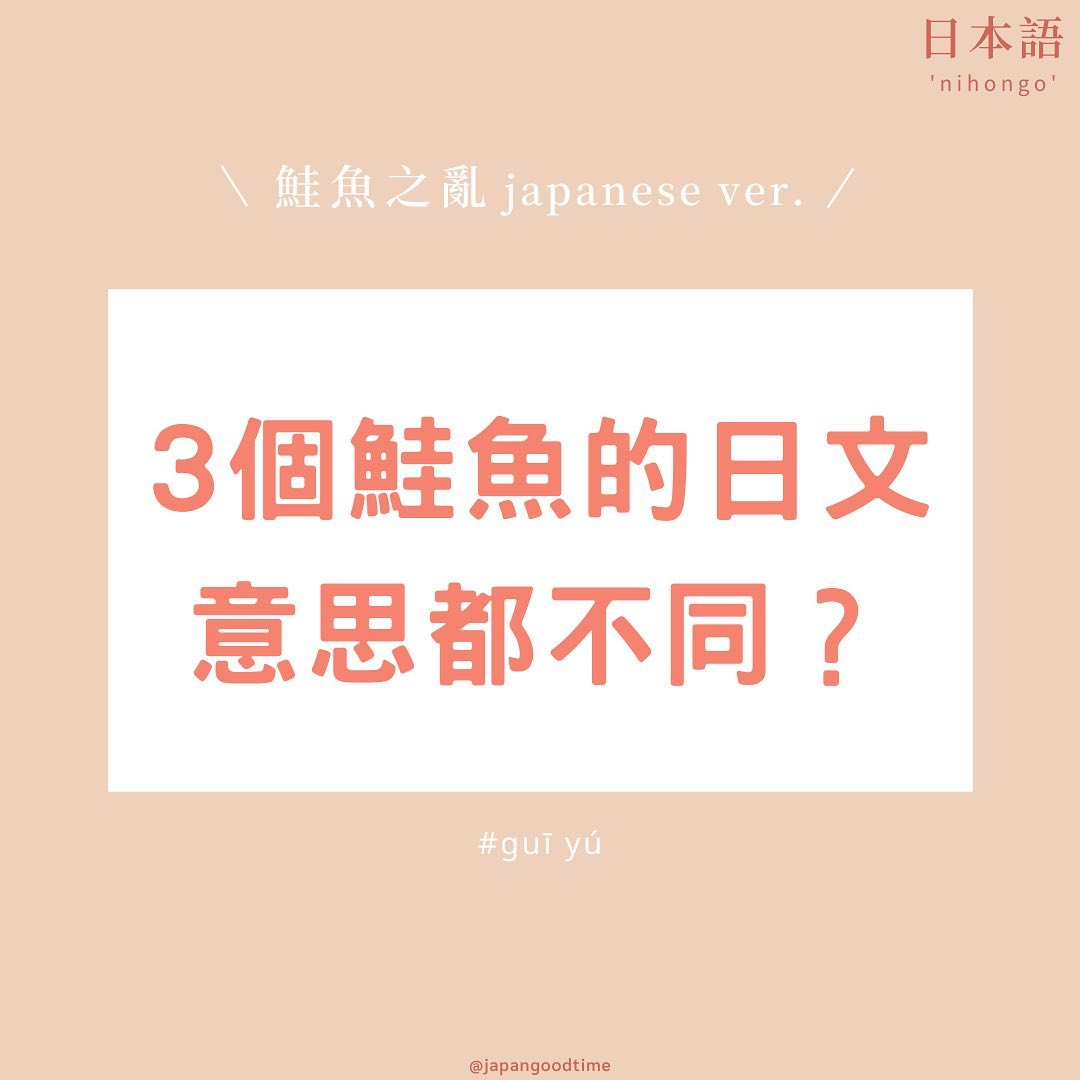 日本語
'nihongo'
\ 鮭魚之亂 japanese ver. /
3個鮭魚的日文
意思都不同？
#guī yú
@japangoodtime